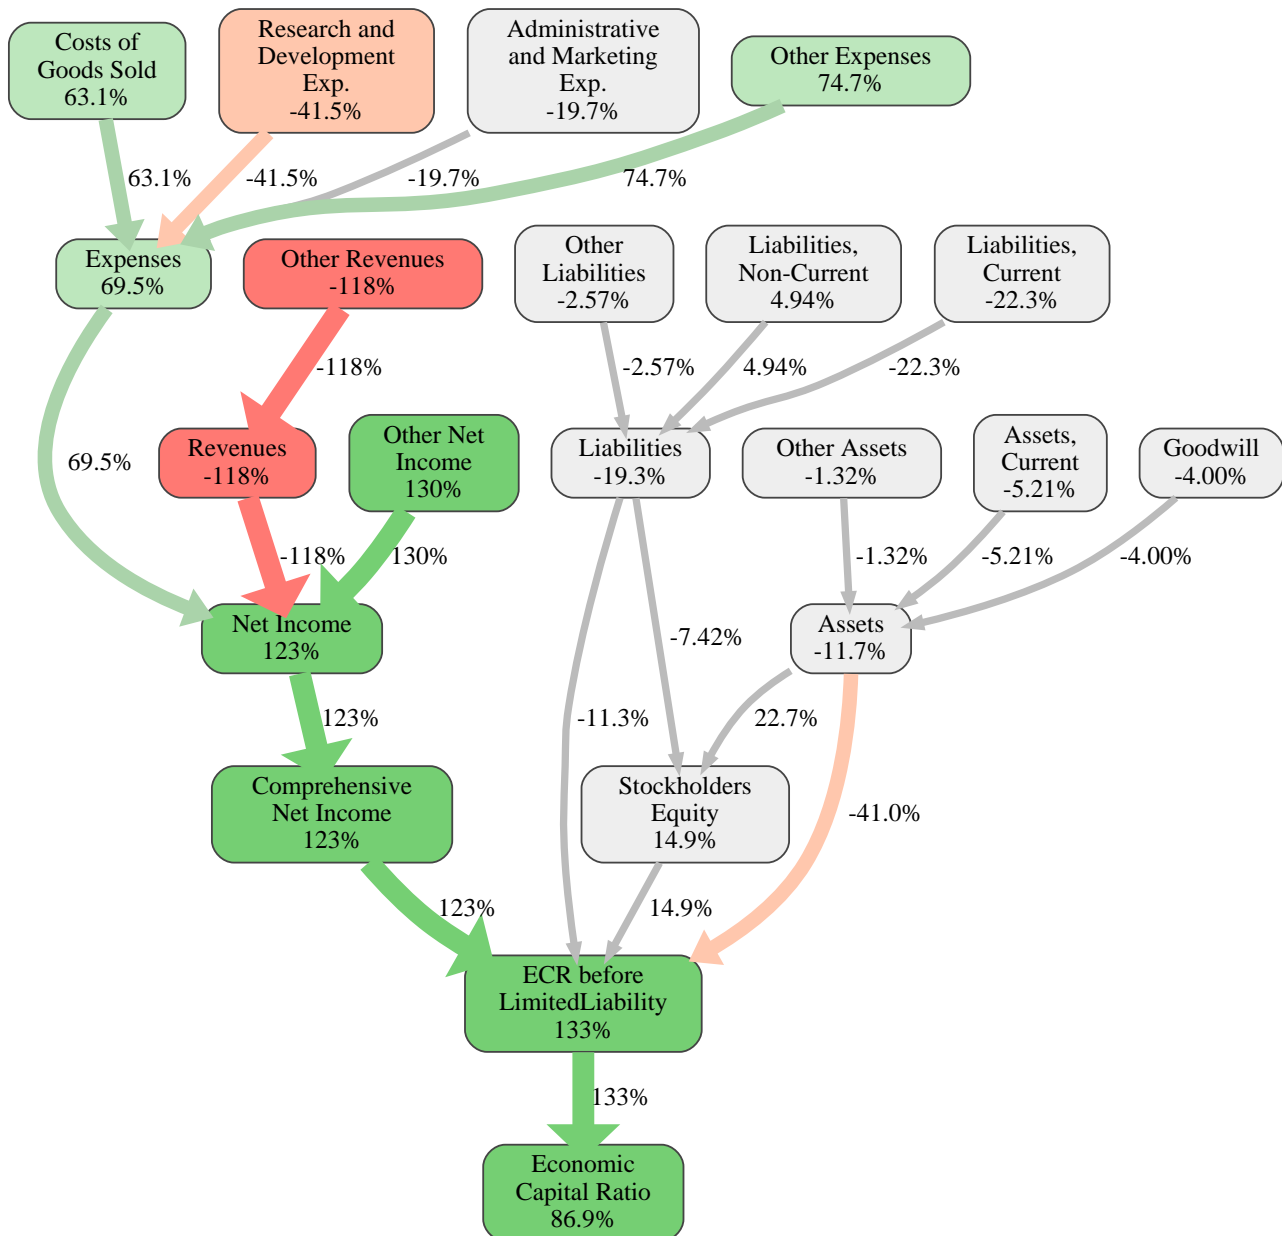 Costs of
Goods Sold
63.1%
Research and
Development
Exp.
-41.5%
Administrative
and Marketing
Exp.
-19.7%
Other Expenses
74.7%
63.1%
-41.5%
-19.7%
74.7%
Expenses
69.5%
Other Revenues
-118%
Other
Liabilities
-2.57%
Liabilities,
Non-Current
4.94%
Liabilities,
Current
-22.3%
-118%
-2.57%
4.94%
-22.3%
69.5%
Revenues
-118%
Other Net
Income
130%
Liabilities
-19.3%
Other Assets
-1.32%
Assets,
Current
-5.21%
Goodwill
-4.00%
-118%
130%
-1.32%
-5.21%
-4.00%
Net Income
123%
-7.42%
Assets
-11.7%
123%
-11.3%
22.7%
Comprehensive
Net Income
123%
Stockholders
Equity
14.9%
-41.0%
123%
14.9%
ECR before
LimitedLiability
133%
133%
Economic
Capital Ratio
86.9%